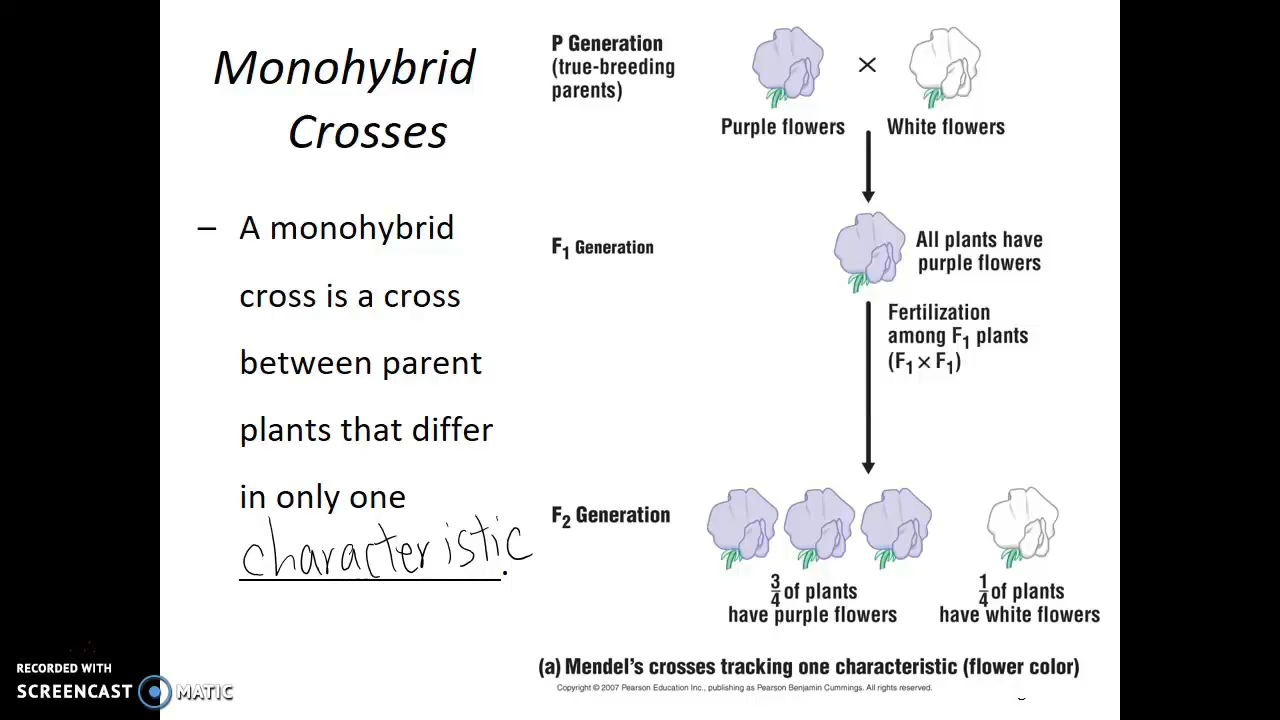 Monohybrid
Crosses
– A monohybrid
cross is a cross
between parent
plants that differ
in only one
characteristic.
P Generation
(true-breeding
parents)
×
Purple flowers
White flowers
F₁ Generation
All plants have
purple flowers
Fertilization
among F₁ plants
(F₁ × F₁)
F₂ Generation
3/4 of plants
have purple flowers
1/4 of plants
have white flowers
(a) Mendel's crosses tracking one characteristic (flower color)
Copyright © 2007 Pearson Education Inc., publishing as Pearson Benjamin Cummings. All rights reserved.
RECORDED WITH
SCREENCAST MATIC